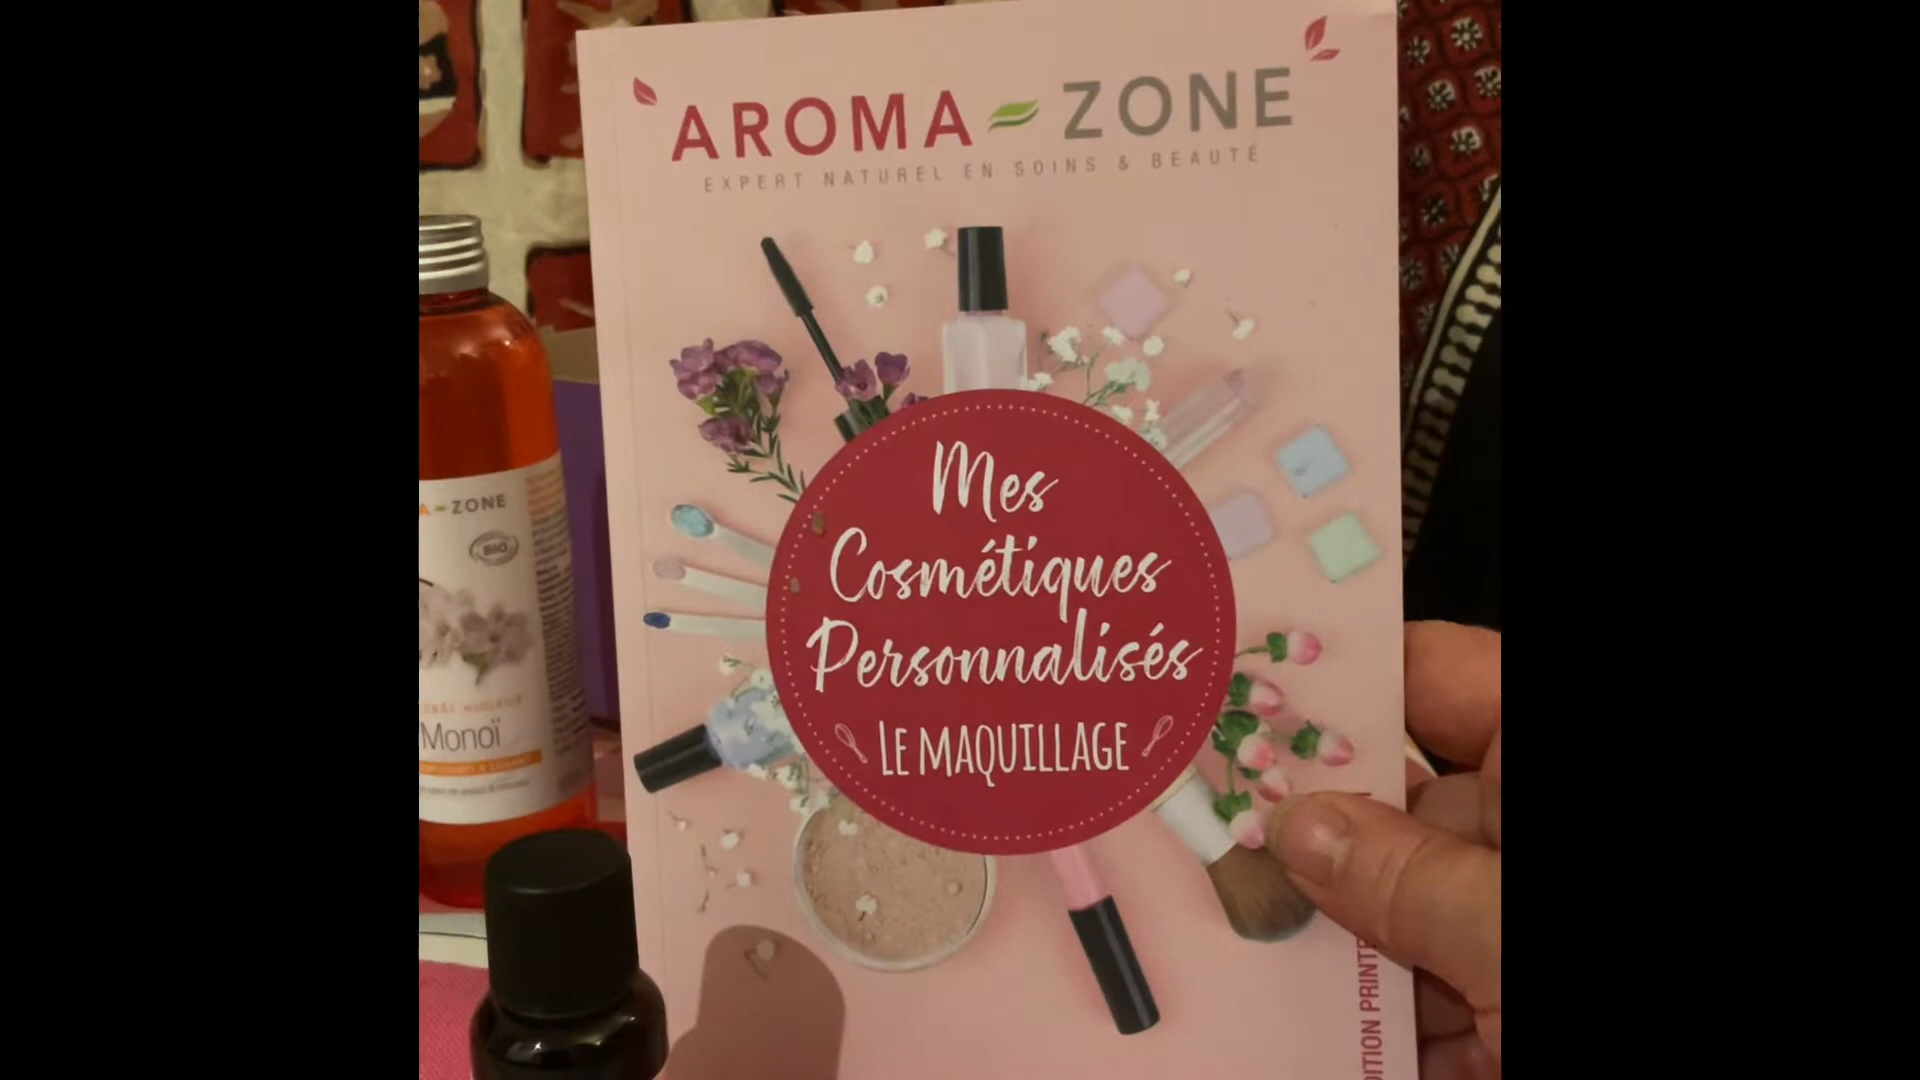 AROMA-ZONE
EXPERT NATUREL EN SOINS & BEAUTÉ
Mes
Cosmétiques
Personnalisés
LE MAQUILLAGE
A-ZONE
BIO
Monoï